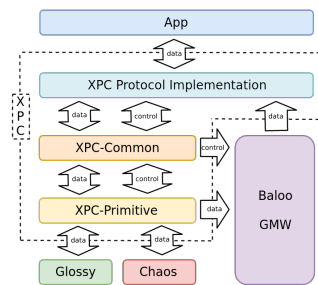 App
data
XPC Protocol Implementation
X
P
C
data
control
data
XPC-Common
control
data
control
Baloo
XPC-Primitive
data
GMW
data
data
Glossy
Chaos